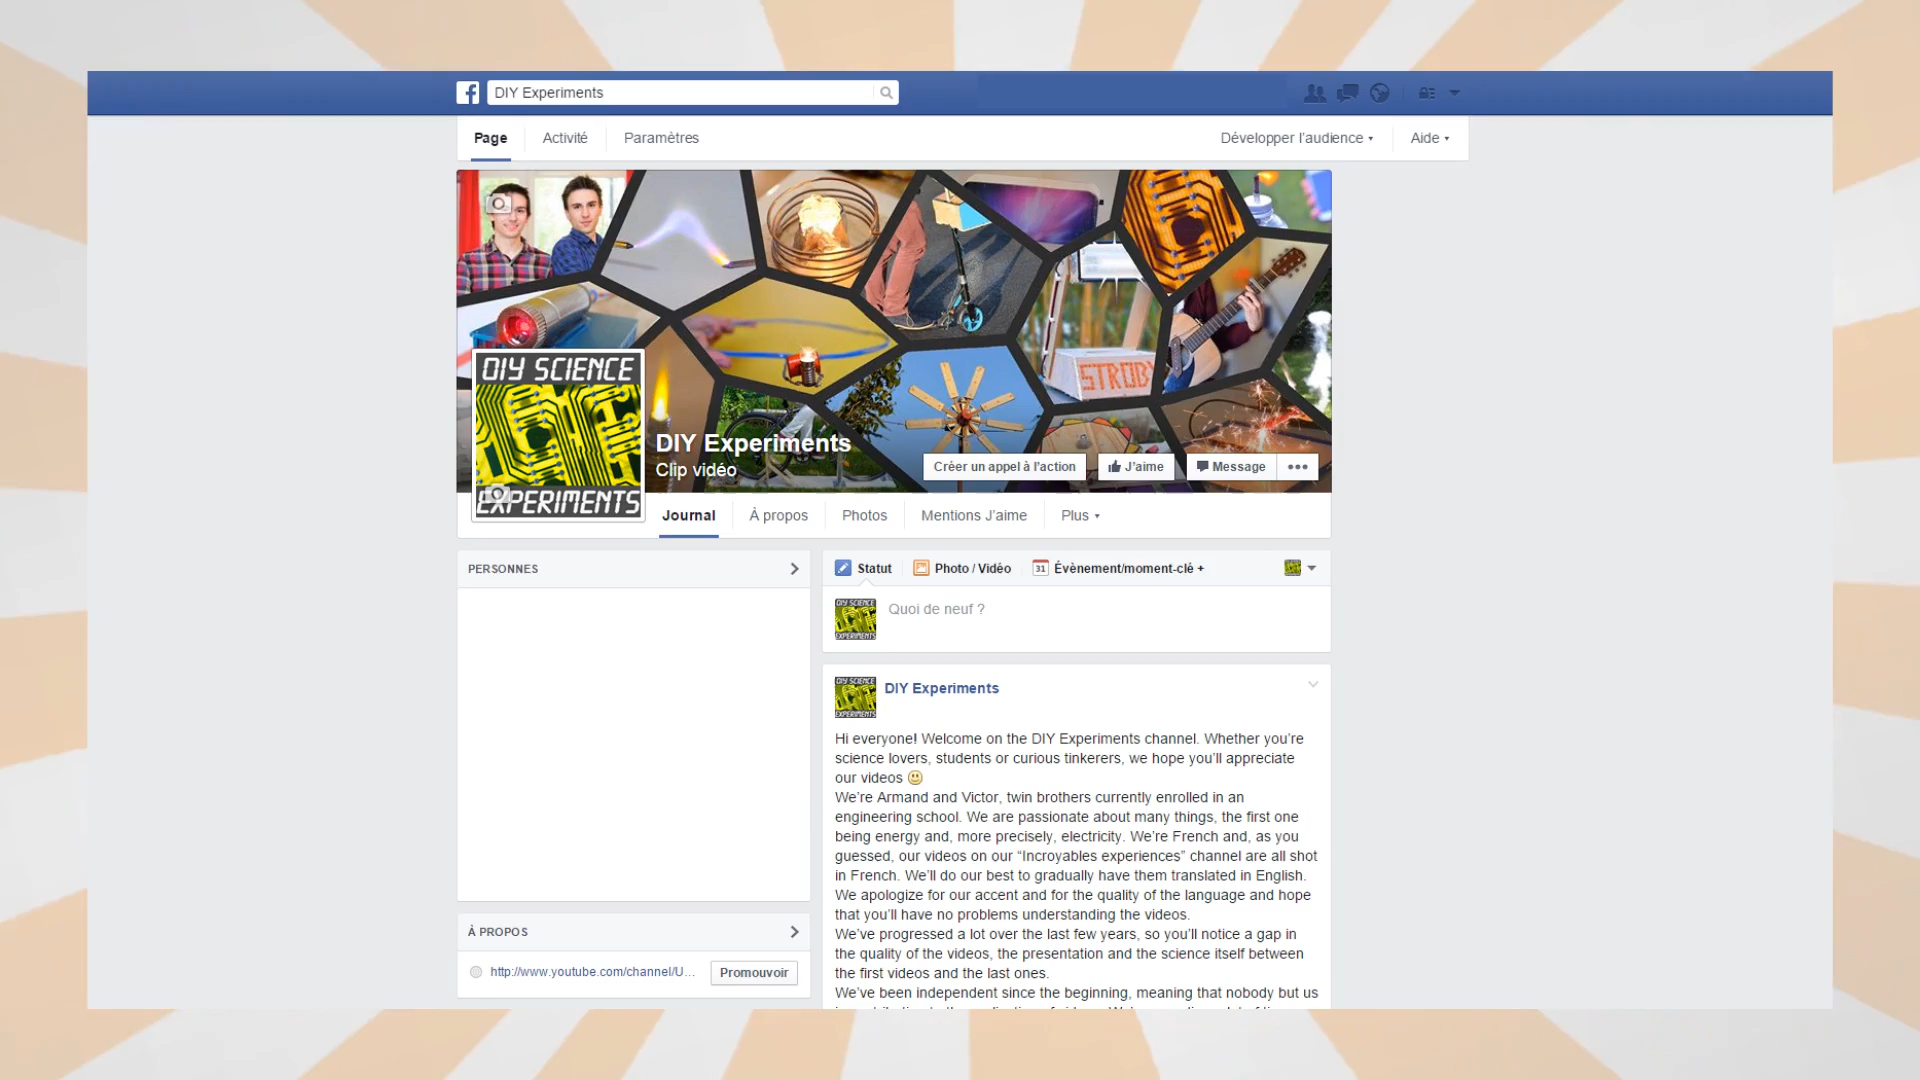 DIY Experiments
Page Activité Paramètres Développer l'audience Aide
STROB
DIY SCIENCE
EXPERIMENTS
DIY Experiments
Clip vidéo
Créer un appel à l'action J'aime Message
Journal À propos Photos Mentions J'aime Plus
PERSONNES
Statut Photo / Vidéo 31 Évènement/moment-clé +
DIY SCIENCE
EXPERIMENTS
Quoi de neuf ?
DIY SCIENCE
EXPERIMENTS
DIY Experiments
Hi everyone! Welcome on the DIY Experiments channel. Whether you're
science lovers, students or curious tinkerers, we hope you'll appreciate
our videos
We're Armand and Victor, twin brothers currently enrolled in an
engineering school. We are passionate about many things, the first one
being energy and, more precisely, electricity. We're French and, as you
guessed, our videos on our “Incroyables experiences” channel are all shot
in French. We'll do our best to gradually have them translated in English.
We apologize for our accent and for the quality of the language and hope
that you'll have no problems understanding the videos.
We've progressed a lot over the last few years, so you'll notice a gap in
the quality of the videos, the presentation and the science itself between
the first videos and the last ones.
We've been independent since the beginning, meaning that nobody but us
À PROPOS
http://www.youtube.com/channel/U... Promouvoir